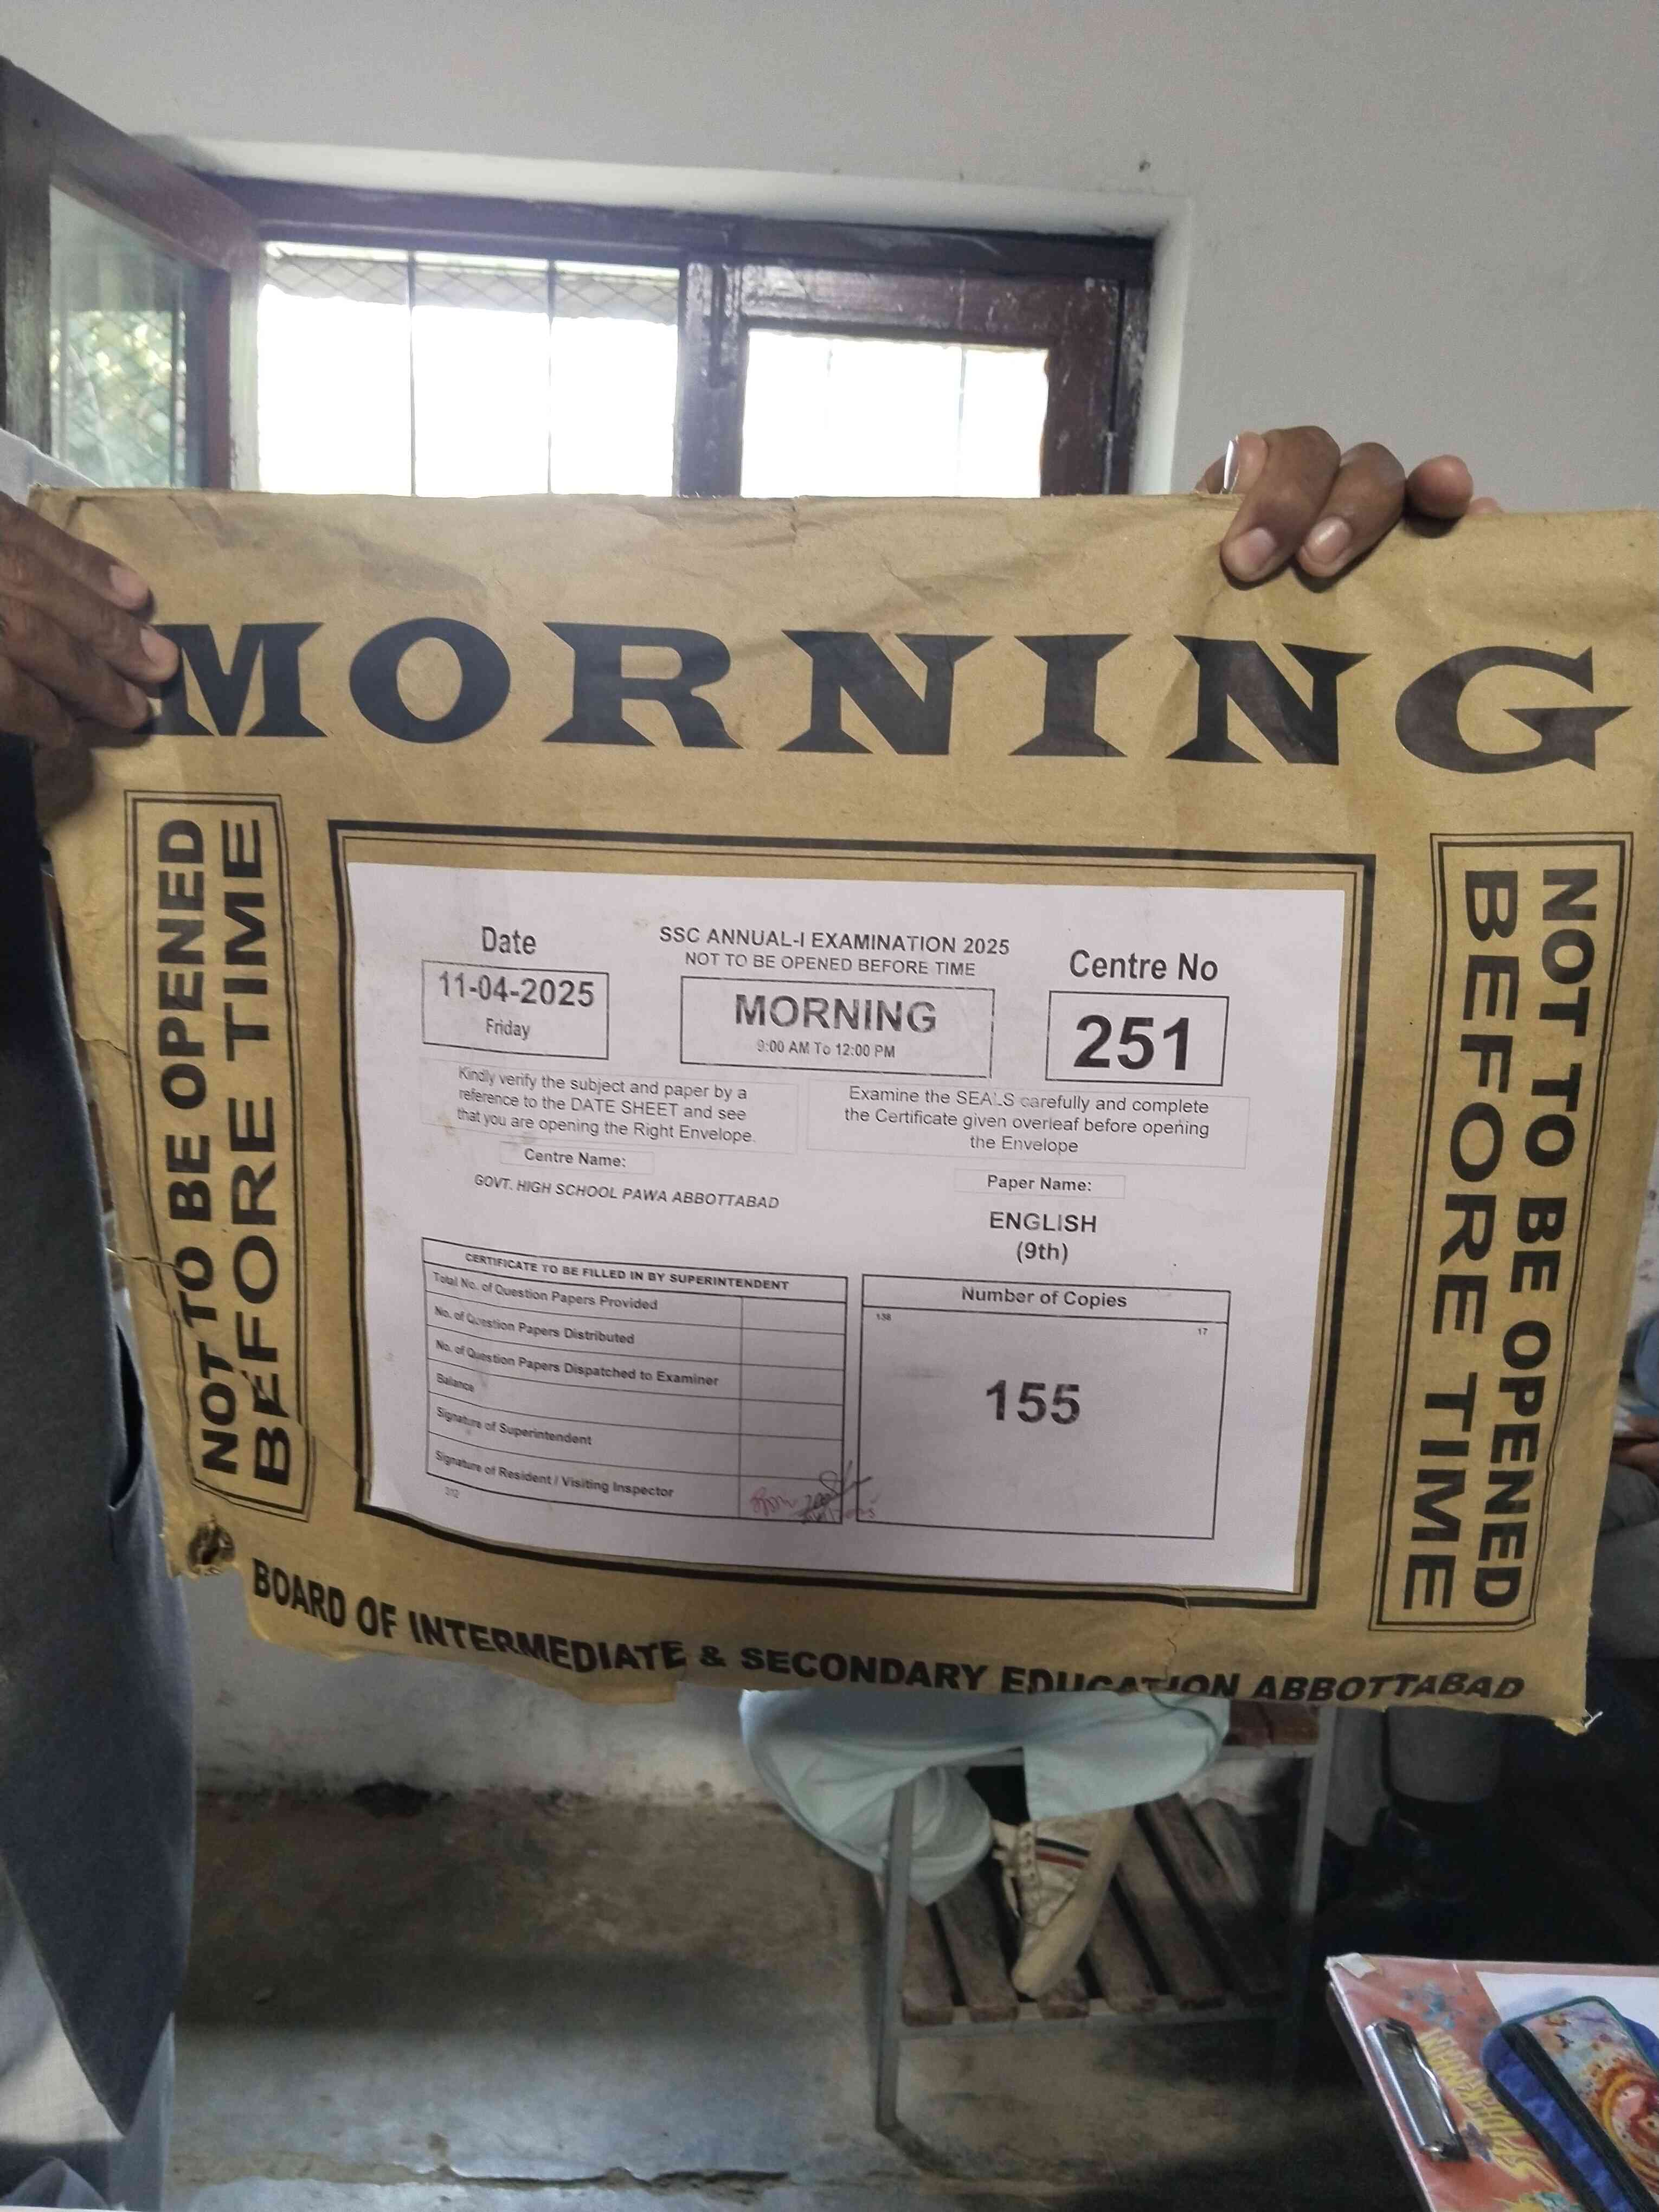 MORNING
NOT TO BE OPENED
BEFORE TIME
Date
11-04-2025
Friday
SSC ANNUAL-I EXAMINATION 2025
NOT TO BE OPENED BEFORE TIME
MORNING
9:00 AM To 12:00 PM
Centre No
251
Kindly verify the subject and paper by a
reference to the DATE SHEET and see
that you are opening the Right Envelope.
Examine the SEALS carefully and complete
the Certificate given overleaf before opening
the Envelope
Centre Name:
GOVT. HIGH SCHOOL PAWA ABBOTTABAD
Paper Name:
ENGLISH
(9th)
CERTIFICATE TO BE FILLED IN BY SUPERINTENDENT
Total No. of Question Papers Provided
No. of Question Papers Distributed
No. of Question Papers Dispatched to Examiner
Balance
Signature of Superintendent
Signature of Resident / Visiting Inspector
312
Number of Copies
138
17
155
NOT TO BE OPENED
BEFORE TIME
BOARD OF INTERMEDIATE & SECONDARY EDUCATION ABBOTTABAD